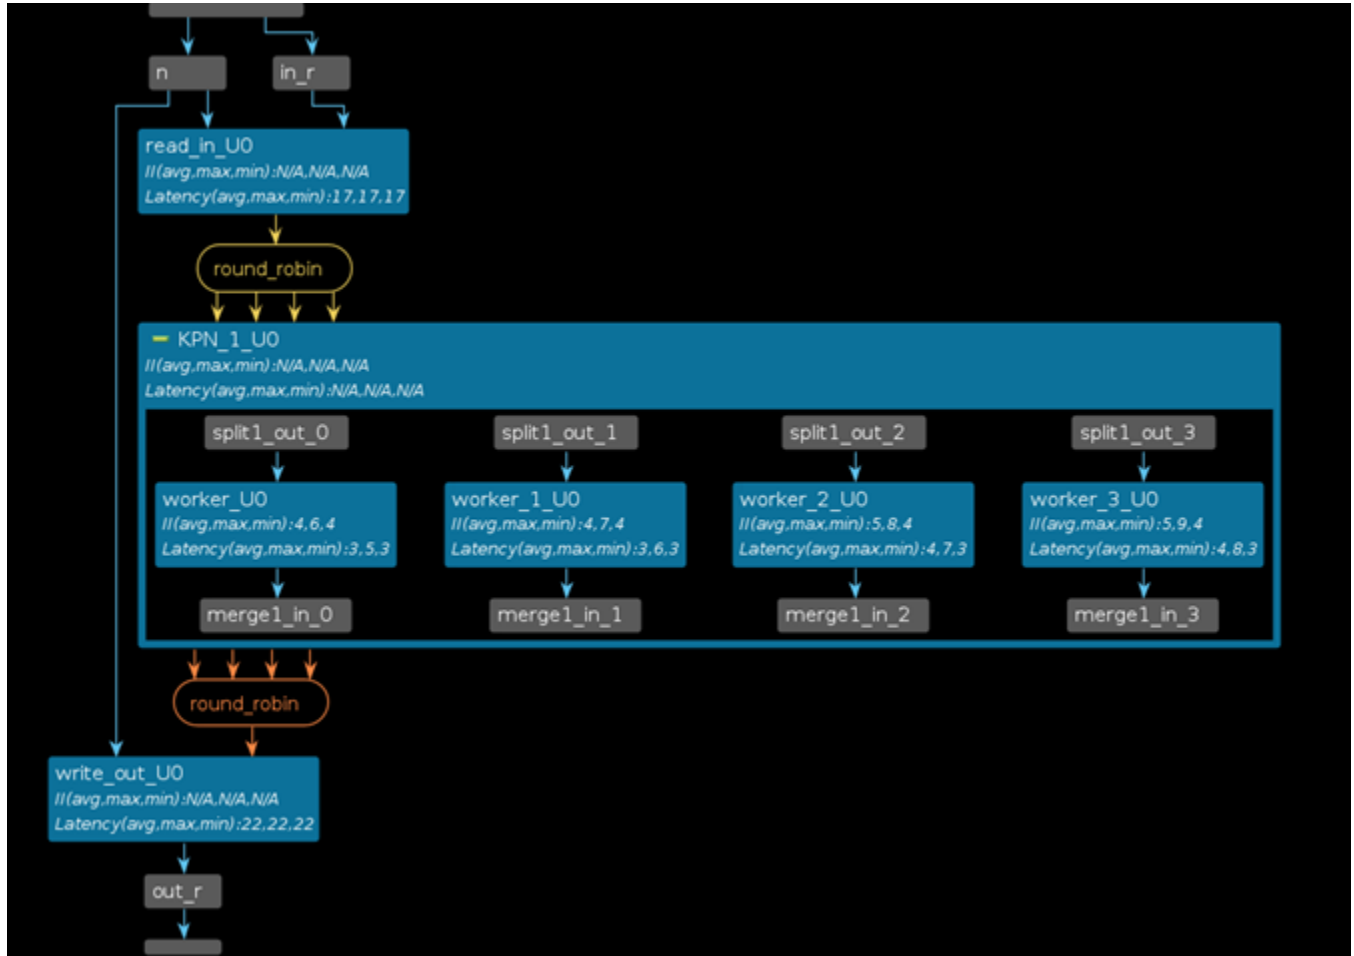 n
in_r
read_in_U0
II(avg,max,min):N/A,N/A,N/A
Latency(avg,max,min):17,17,17
round_robin
KPN_1_U0
II(avg,max,min):N/A,N/A,N/A
Latency(avg,max,min):N/A,N/A,N/A
split1_out_0
split1_out_1
split1_out_2
split1_out_3
worker_U0
II(avg,max,min):4,6,4
Latency(avg,max,min):3,5,3
worker_1_U0
II(avg,max,min):4,7,4
Latency(avg,max,min):3,6,3
worker_2_U0
II(avg,max,min):5,8,4
Latency(avg,max,min):4,7,3
worker_3_U0
II(avg,max,min):5,9,4
Latency(avg,max,min):4,8,3
merge1_in_0
merge1_in_1
merge1_in_2
merge1_in_3
round_robin
write_out_U0
II(avg,max,min):N/A,N/A,N/A
Latency(avg,max,min):22,22,22
out_r